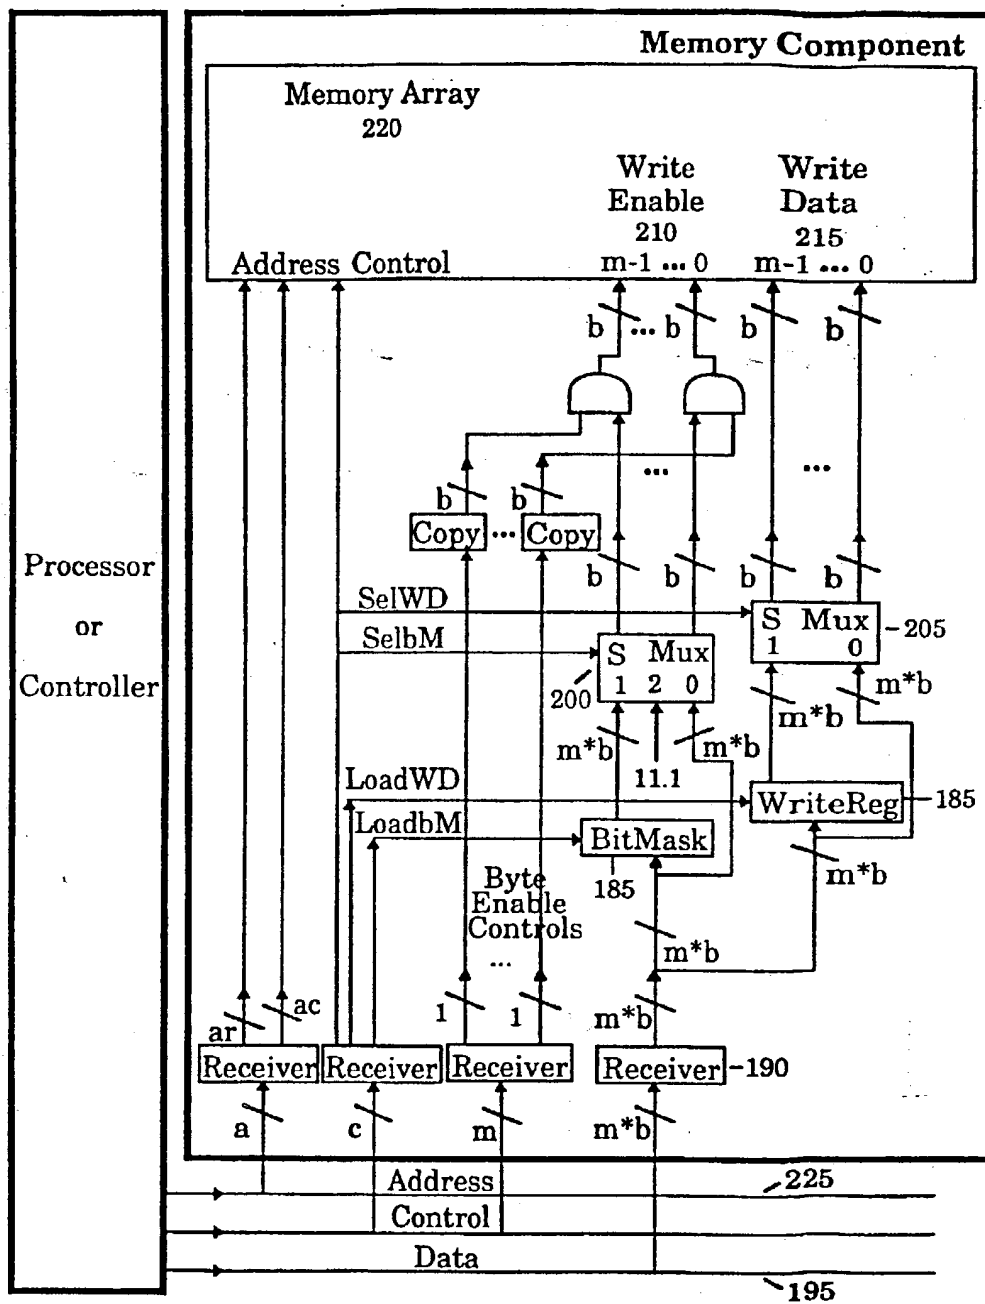 Memory Component
Memory Array
220
Write Enable
210
Write Data
215
Address Control
m-1 ... 0
m-1 ... 0
b ... b
b
b
...
...
b
b
Copy ... Copy
b
b
b
b
Processor
or
Controller
SelWD
S Mux
1 0
205
SelbM
S Mux
1 2 0
200
m*b
m*b
m*b
m*b
11.1
LoadWD
WriteReg
185
LoadbM
BitMask
185
m*b
Byte
Enable
Controls
...
m*b
ar
ac
1
1
m*b
Receiver
Receiver
Receiver
Receiver
190
a
c
m
m*b
Address
225
Control
Data
195